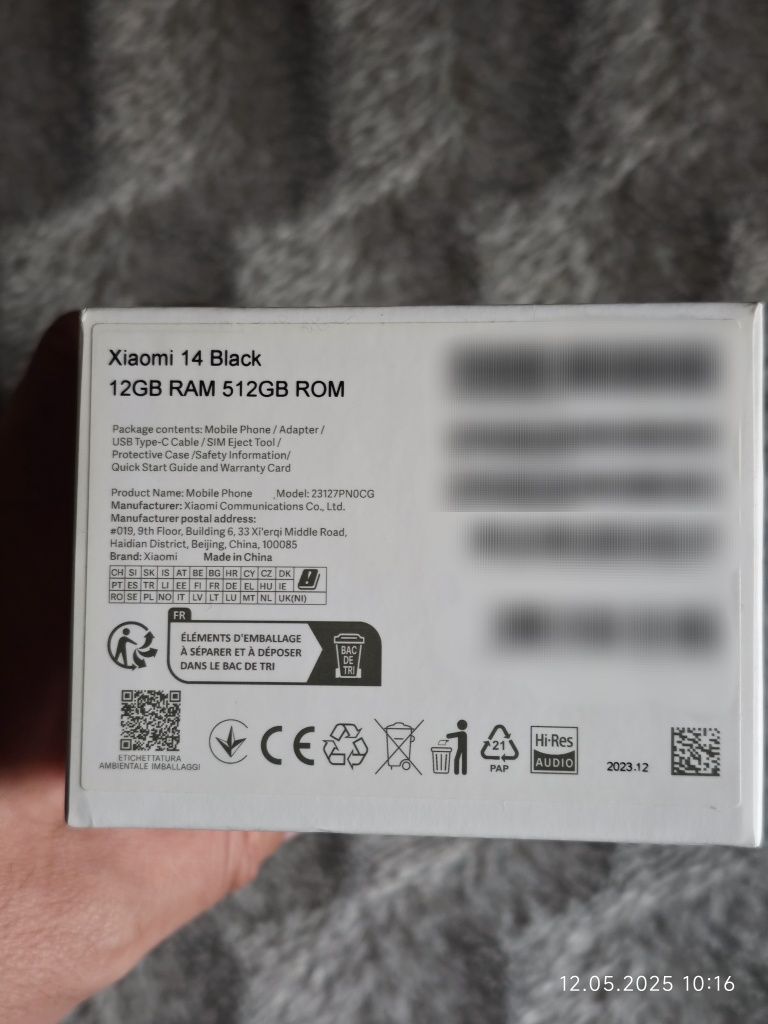 Xiaomi 14 Black
12GB RAM 512GB ROM
Package contents: Mobile Phone / Adapter /
USB Type-C Cable / SIM Eject Tool /
Protective Case /Safety Information/
Quick Start Guide and Warranty Card
Product Name: Mobile Phone Model: 23127PN0CG
Manufacturer: Xiaomi Communications Co., Ltd.
Manufacturer postal address:
#019, 9th Floor, Building 6, 33 Xi'erqi Middle Road,
Haidian District, Beijing, China, 100085
Brand: Xiaomi Made in China
CH SI SK IS AT BE BG HR CY CZ DK
PT ES TR LI EE FI FR DE EL HU IE
RO SE PL NO IT LV LT LU MT NL UK(NI)
FR
ÉLÉMENTS D'EMBALLAGE
À SÉPARER ET À DÉPOSER
DANS LE BAC DE TRI
BAC
DE
TRI
ETICHETTATURA
AMBIENTALE IMBALLAGGI
CE
21
PAP
Hi-Res
AUDIO
2023.12
12.05.2025 10:16